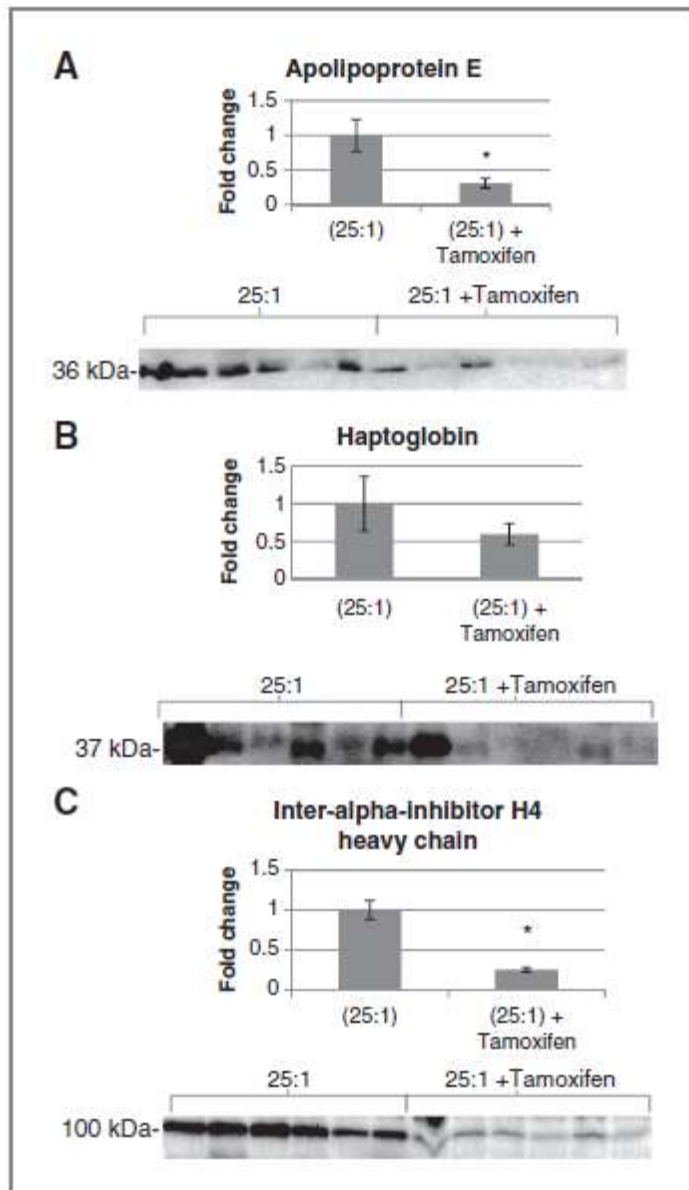 A
Apolipoprotein E
Fold change
1.5
1
0.5
0
(25:1)
(25:1) +
Tamoxifen
*
25:1
25:1 +Tamoxifen
36 kDa-
B
Haptoglobin
Fold change
1.5
1
0.5
0
(25:1)
(25:1) +
Tamoxifen
25:1
25:1 +Tamoxifen
37 kDa-
C
Inter-alpha-inhibitor H4
heavy chain
Fold change
1.5
1
0.5
0
(25:1)
(25:1) +
Tamoxifen
*
25:1
25:1 +Tamoxifen
100 kDa-